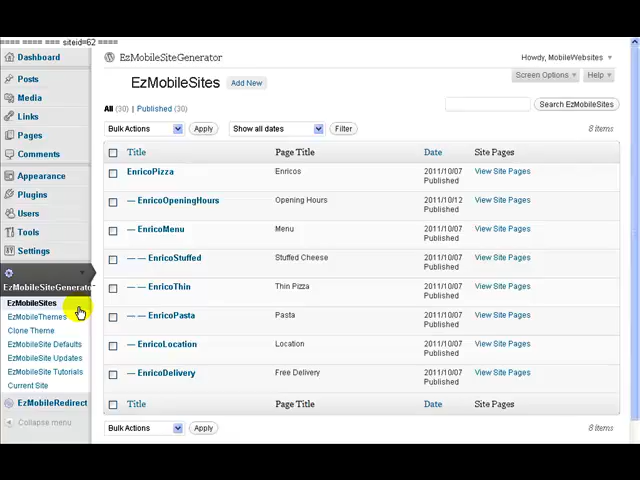 ==== ==== === siteid=62 ====
Dashboard
Posts
Media
Links
Pages
Comments
Appearance
Plugins
Users
Tools
Settings
EzMobileSiteGenerator
EzMobileSites
EzMobileThemes
Clone Theme
EzMobileSite Defaults
EzMobileSite Updates
EzMobileSite Tutorials
Current Site
EzMobileRedirect
Collapse menu
EzMobileSiteGenerator
Howdy, MobileWebsites
Screen Options
Help
EzMobileSites
Add New
All (30) | Published (30)
Search EzMobileSites
Bulk Actions Apply Show all dates Filter 8 items
Title Page Title Date Site Pages
EnricoPizza Enricos 2011/10/07 View Site Pages
Published
— EnricoOpeningHours Opening Hours 2011/10/12 View Site Pages
Published
— EnricoMenu Menu 2011/10/07 View Site Pages
Published
— — EnricoStuffed Stuffed Cheese 2011/10/07 View Site Pages
Published
— — EnricoThin Thin Pizza 2011/10/07 View Site Pages
Published
— — EnricoPasta Pasta 2011/10/07 View Site Pages
Published
— EnricoLocation Location 2011/10/07 View Site Pages
Published
— EnricoDelivery Free Delivery 2011/10/07 View Site Pages
Published
Title Page Title Date Site Pages
Bulk Actions Apply 8 items